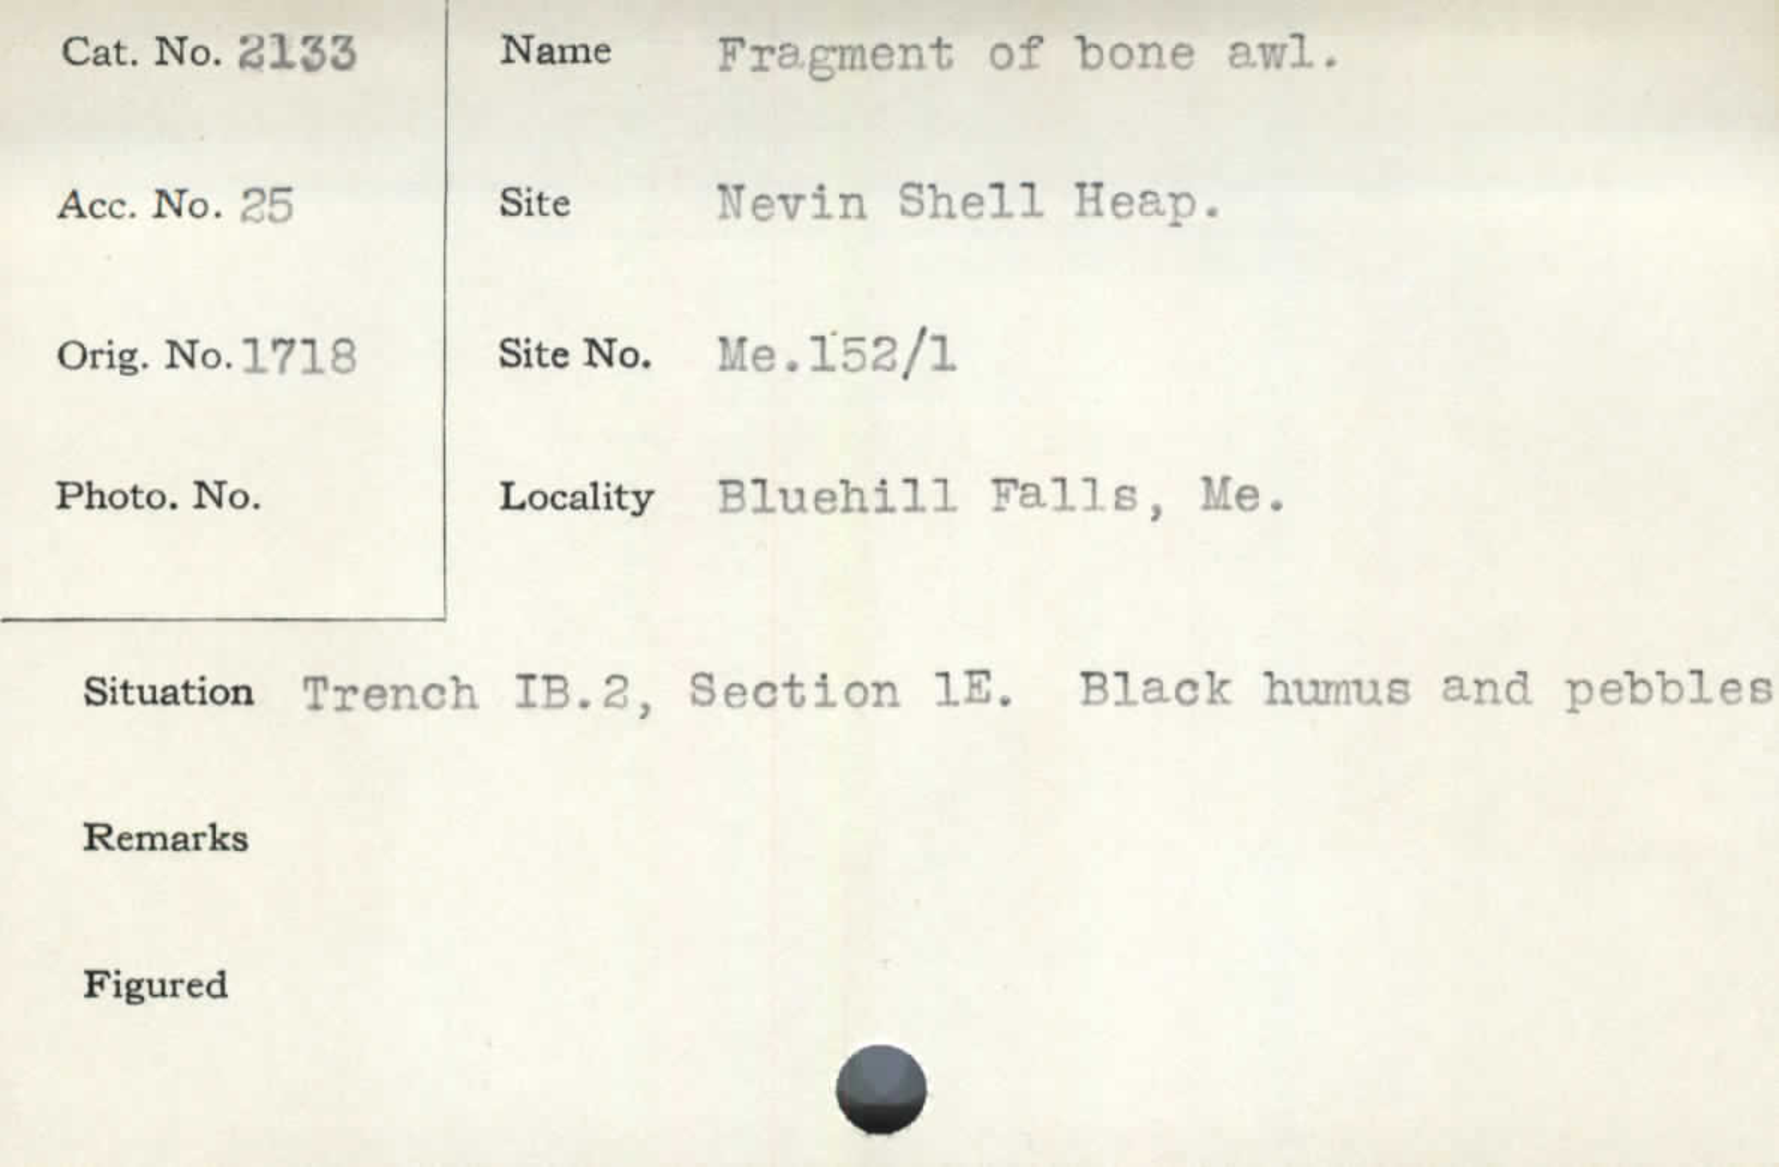 Cat. No. 2133
Name Fragment of bone awl.
Acc. No. 25
Site Nevin Shell Heap.
Orig. No. 1718
Site No. Me.152/1
Photo. No.
Locality Bluehill Falls, Me.
Situation Trench IB.2, Section 1E. Black humus and pebbles
Remarks
Figured